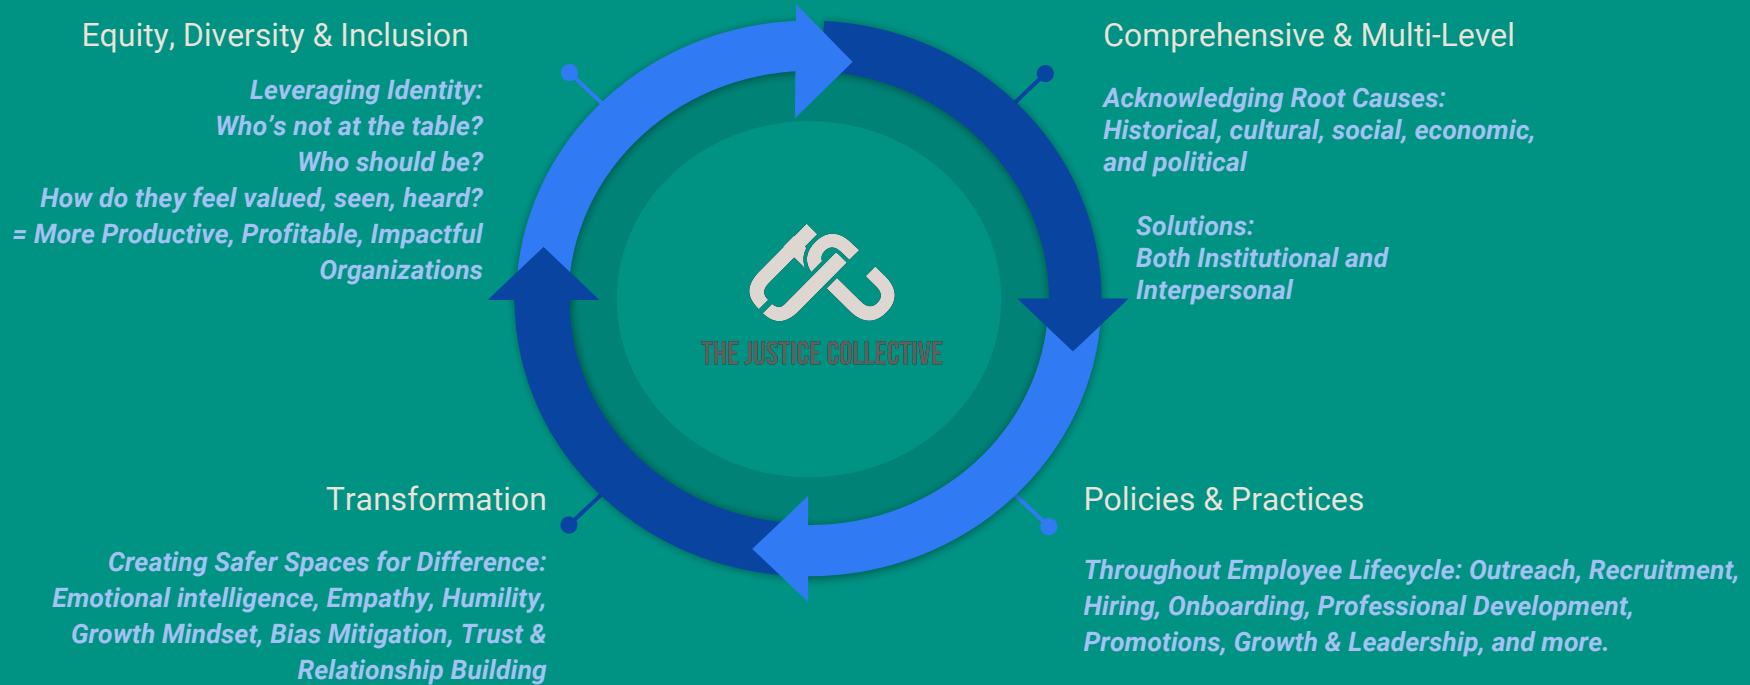 Equity, Diversity & Inclusion
Leveraging Identity:
Who’s not at the table?
Who should be?
How do they feel valued, seen, heard?
= More Productive, Profitable, Impactful
Organizations
Comprehensive & Multi-Level
Acknowledging Root Causes:
Historical, cultural, social, economic,
and political
Solutions:
Both Institutional and
Interpersonal
THE JUSTICE COLLECTIVE
Transformation
Creating Safer Spaces for Difference:
Emotional intelligence, Empathy, Humility,
Growth Mindset, Bias Mitigation, Trust &
Relationship Building
Policies & Practices
Throughout Employee Lifecycle: Outreach, Recruitment,
Hiring, Onboarding, Professional Development,
Promotions, Growth & Leadership, and more.